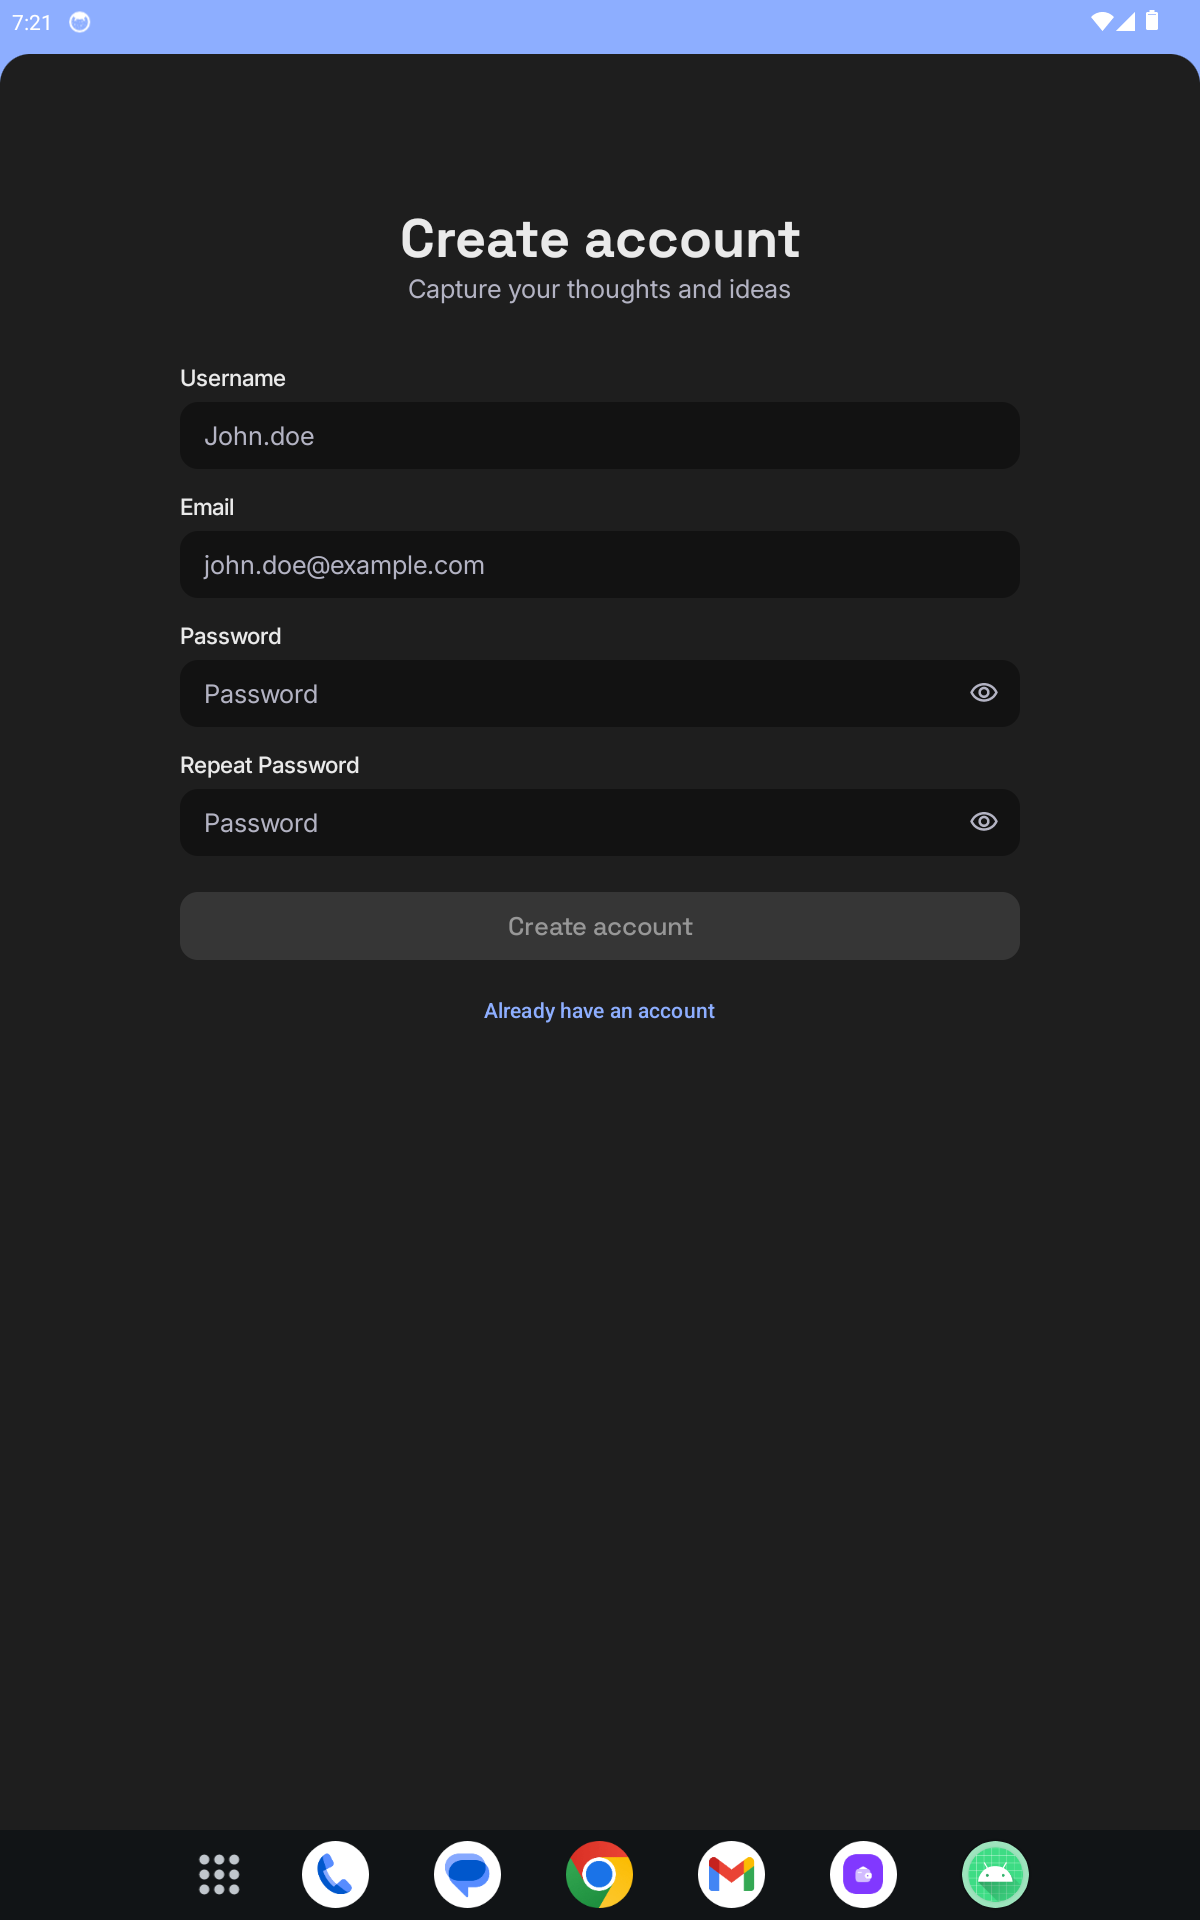 7:21
Create account
Capture your thoughts and ideas
Username
John.doe
Email
john.doe@example.com
Password
Password
Repeat Password
Password
Create account
Already have an account